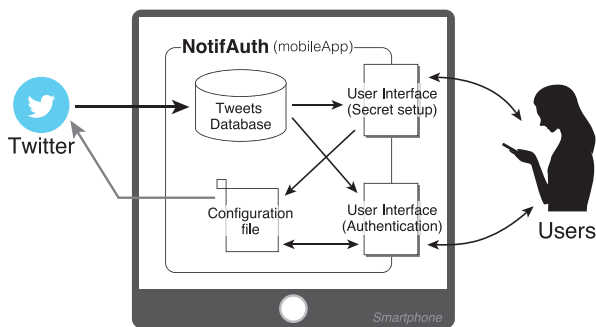 NotifAuth (mobileApp)
Twitter
Tweets
Database
User Interface
(Secret setup)
Configuration
file
User Interface
(Authentication)
Users
Smartphone